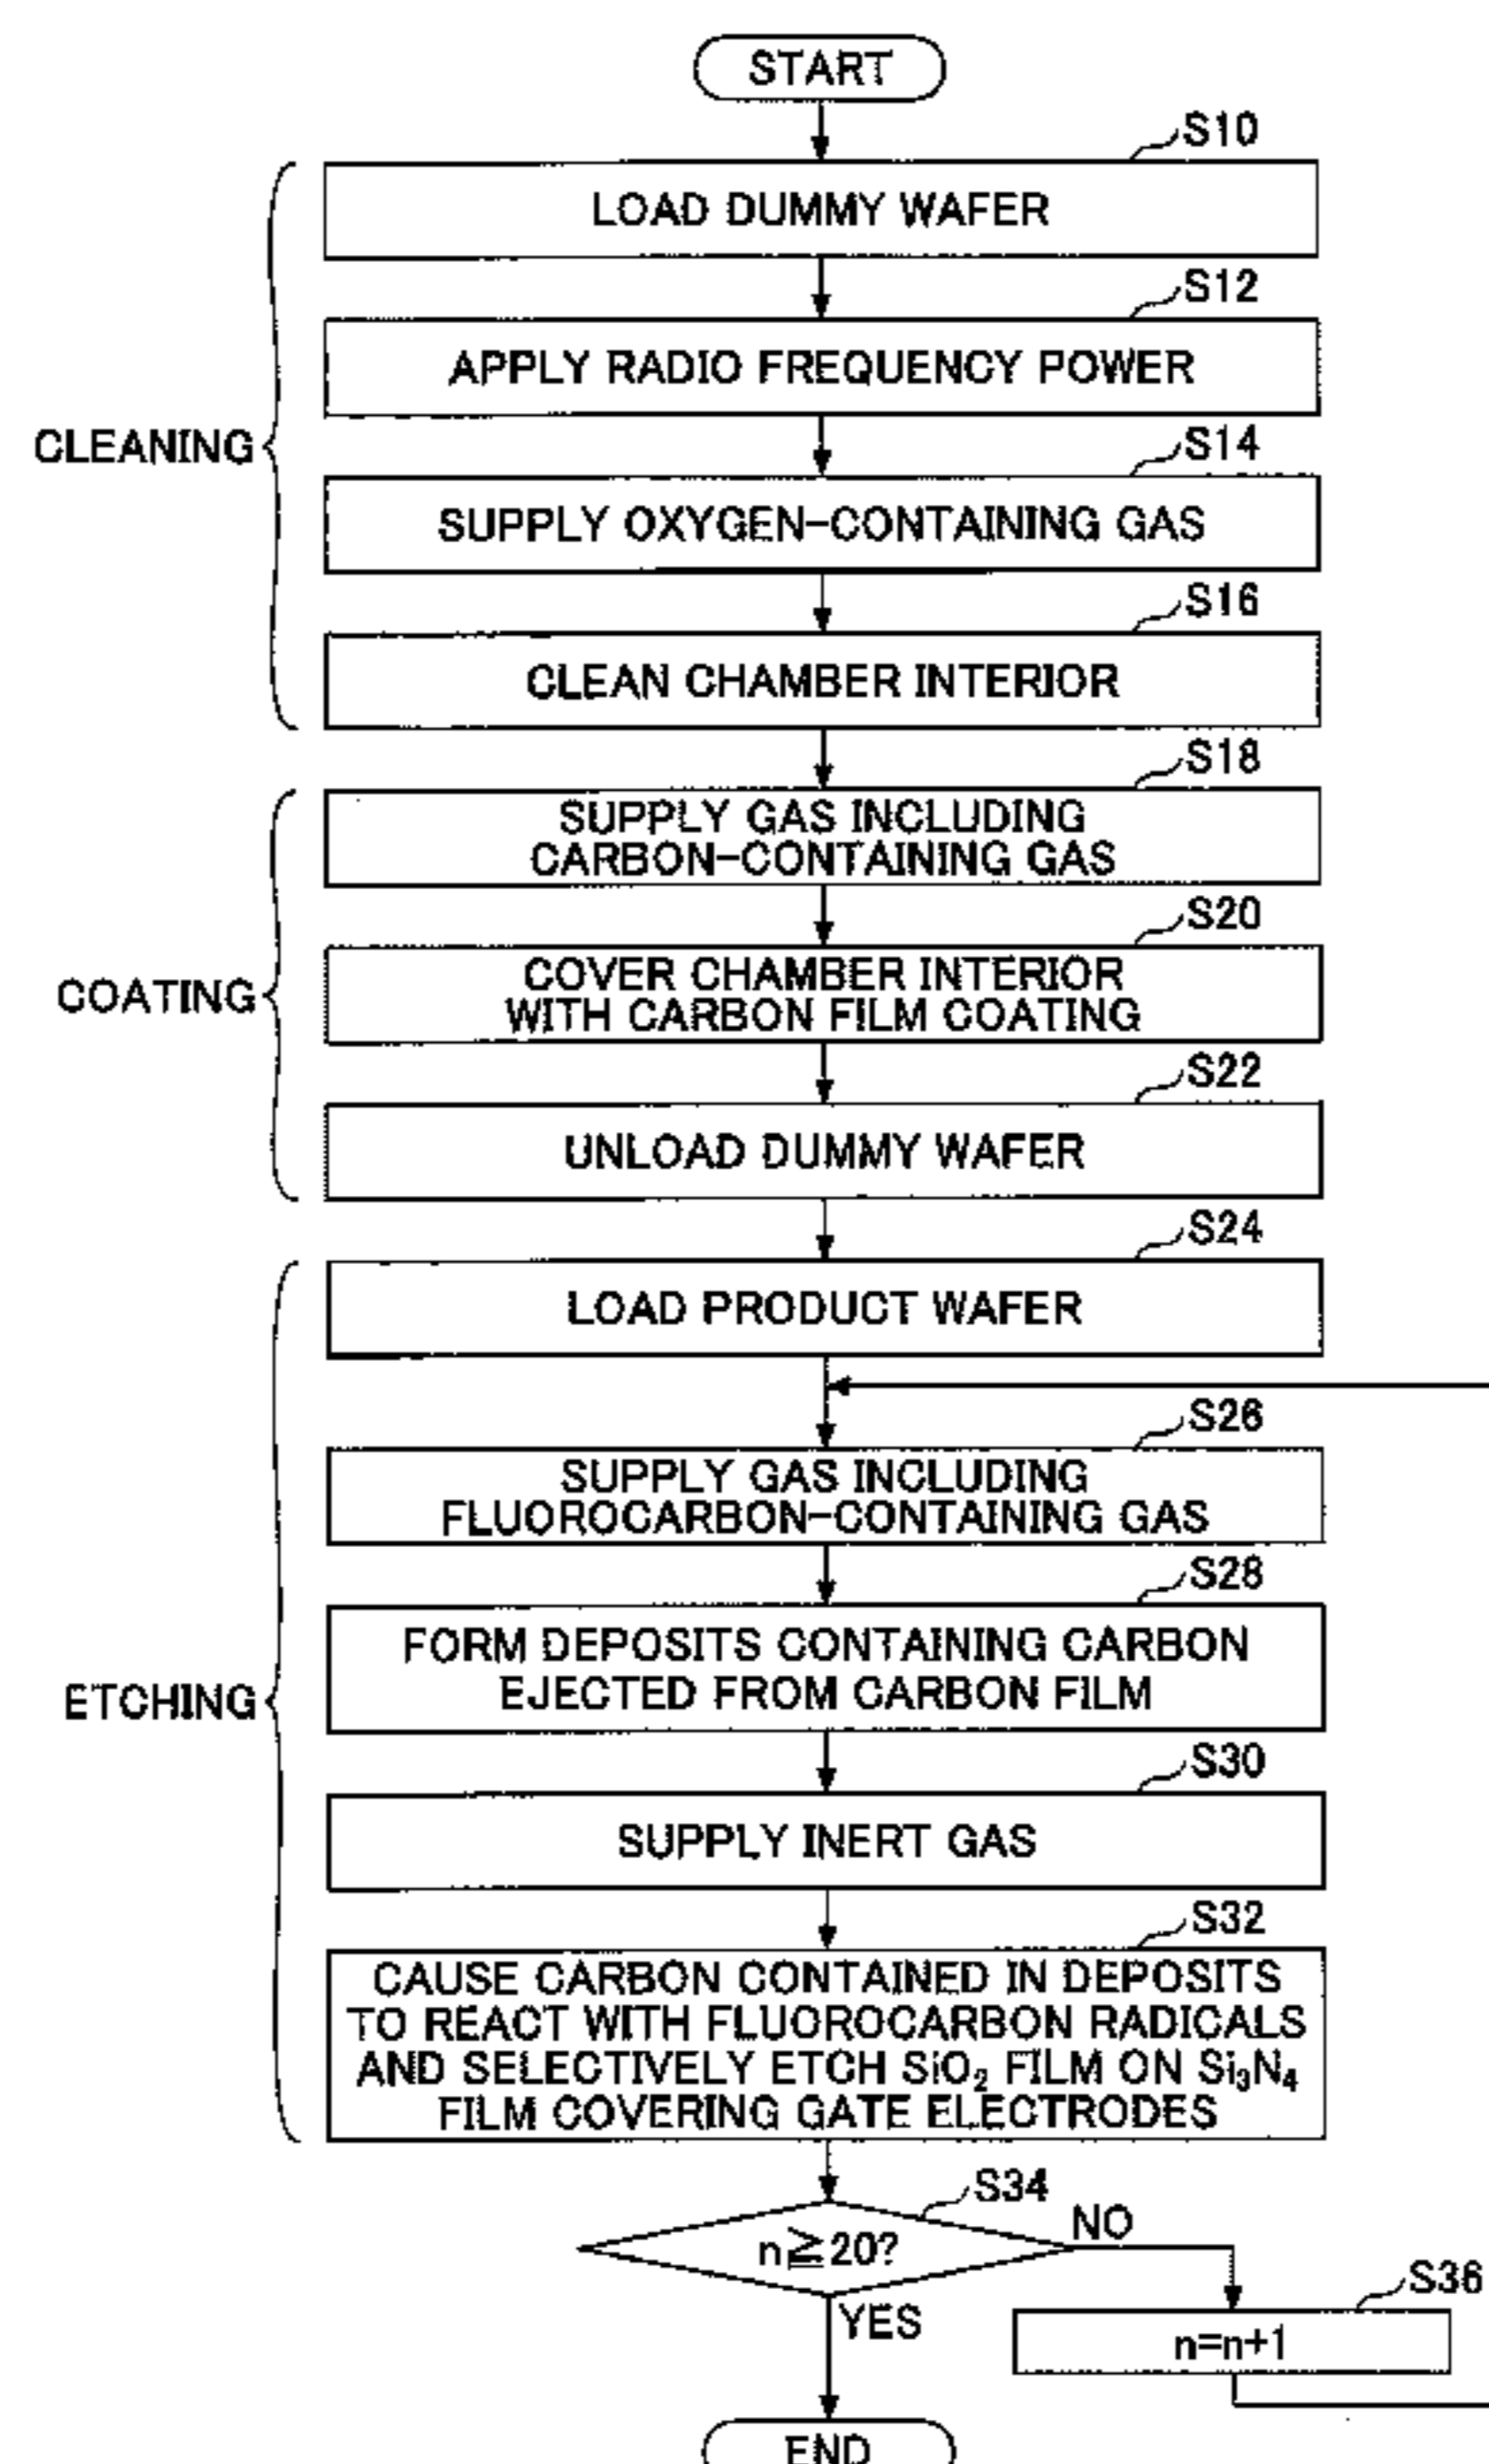 START
S10
LOAD DUMMY WAFER
S12
APPLY RADIO FREQUENCY POWER
CLEANING
S14
SUPPLY OXYGEN-CONTAINING GAS
S16
CLEAN CHAMBER INTERIOR
S18
SUPPLY GAS INCLUDING
CARBON-CONTAINING GAS
S20
COATING
COVER CHAMBER INTERIOR
WITH CARBON FILM COATING
S22
UNLOAD DUMMY WAFER
S24
LOAD PRODUCT WAFER
S26
SUPPLY GAS INCLUDING
FLUOROCARBON-CONTAINING GAS
S28
FORM DEPOSITS CONTAINING CARBON
EJECTED FROM CARBON FILM
ETCHING
S30
SUPPLY INERT GAS
S32
CAUSE CARBON CONTAINED IN DEPOSITS
TO REACT WITH FLUOROCARBON RADICALS
AND SELECTIVELY ETCH SiO₂ FILM ON Si₃N₄
FILM COVERING GATE ELECTRODES
S34
n≧20?
NO
YES
S36
n=n+1
END